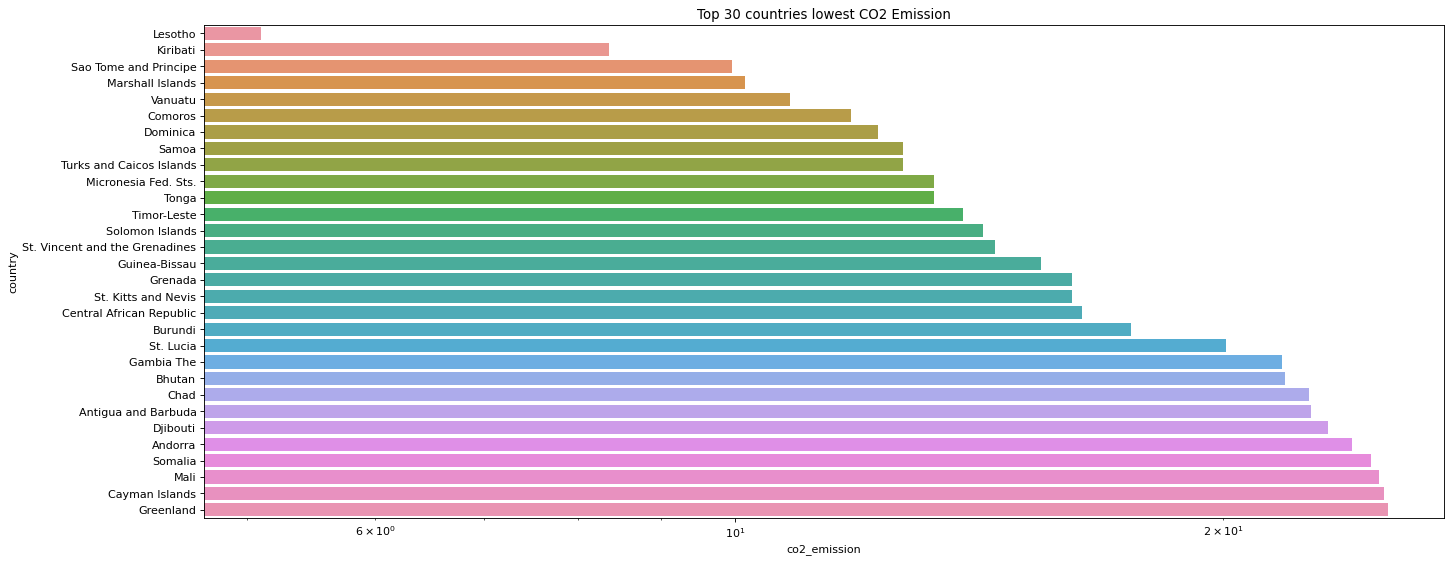 Top 30 countries lowest CO2 Emission
Lesotho
Kiribati
Sao Tome and Principe
Marshall Islands
Vanuatu
Comoros
Dominica
Samoa
Turks and Caicos Islands
Micronesia Fed. Sts.
Tonga
Timor-Leste
Solomon Islands
St. Vincent and the Grenadines
Guinea-Bissau
Grenada
St. Kitts and Nevis
Central African Republic
Burundi
St. Lucia
Gambia The
Bhutan
Chad
Antigua and Barbuda
Djibouti
Andorra
Somalia
Mali
Cayman Islands
Greenland
country
6 × 10⁰ 10¹ 2 × 10¹
co2_emission